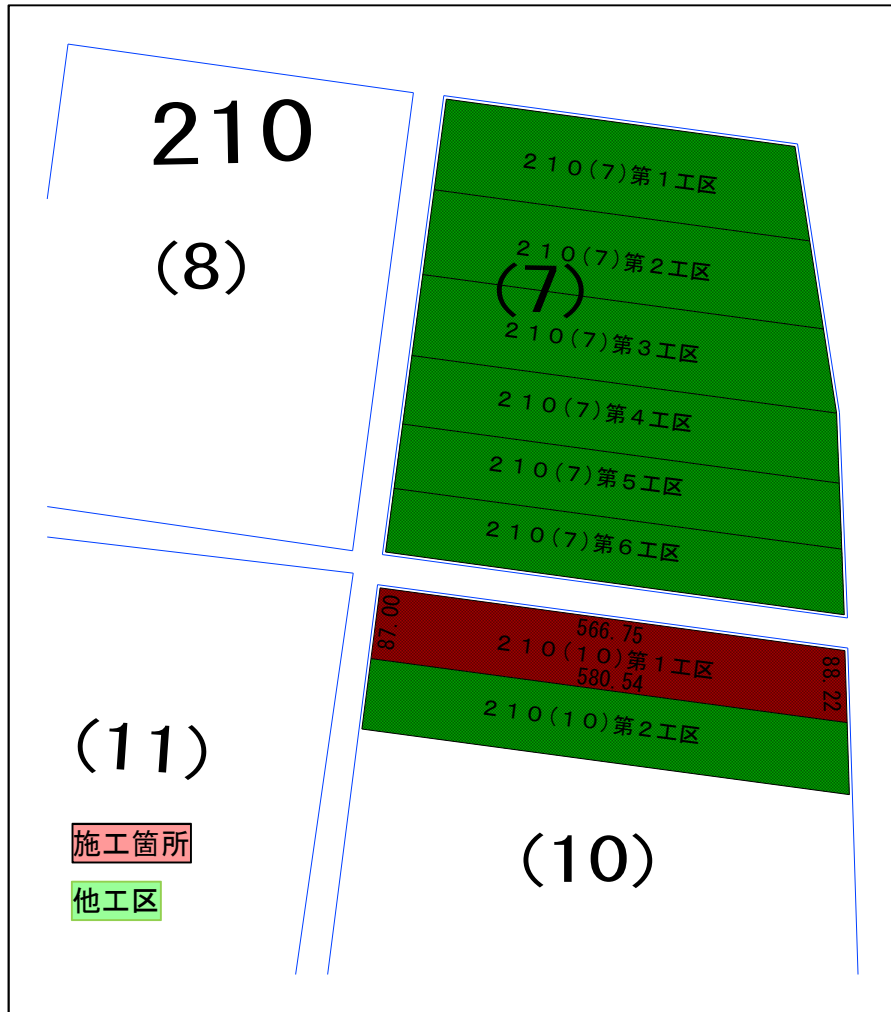 210
(8)
２１０(７)第１工区
２１０(７)第２工区
(7)
２１０(７)第３工区
２１０(７)第４工区
２１０(７)第５工区
２１０(７)第６工区
87.00
566.75
２１０(１０)第１工区
580.54
88.22
２１０(１０)第２工区
(11)
(10)
施工箇所
他工区